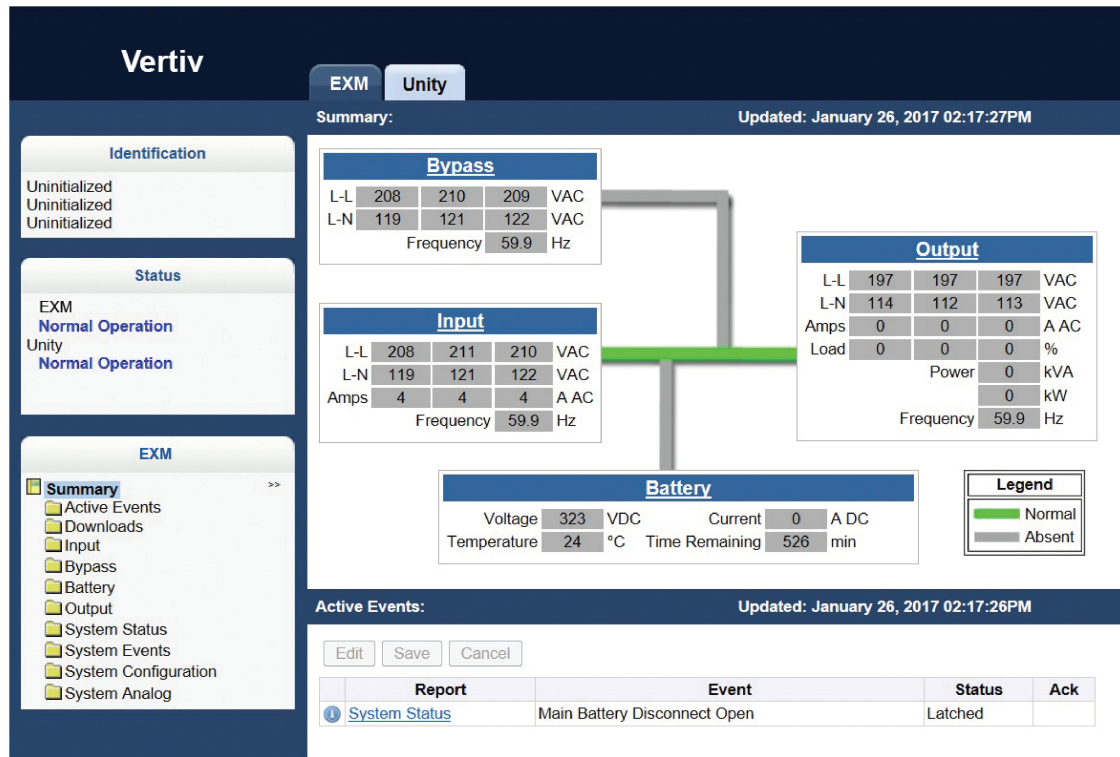 Vertiv
EXM Unity
Summary: Updated: January 26, 2017 02:17:27PM
Identification
Uninitialized
Uninitialized
Uninitialized
Status
EXM
Normal Operation
Unity
Normal Operation
EXM
Summary >>
Active Events
Downloads
Input
Bypass
Battery
Output
System Status
System Events
System Configuration
System Analog
Bypass
L-L 208 210 209 VAC
L-N 119 121 122 VAC
Frequency 59.9 Hz
Input
L-L 208 211 210 VAC
L-N 119 121 122 VAC
Amps 4 4 4 A AC
Frequency 59.9 Hz
Output
L-L 197 197 197 VAC
L-N 114 112 113 VAC
Amps 0 0 0 A AC
Load 0 0 0 %
Power 0 kVA
0 kW
Frequency 59.9 Hz
Battery
Voltage 323 VDC Current 0 A DC
Temperature 24 °C Time Remaining 526 min
Legend
Normal
Absent
Active Events: Updated: January 26, 2017 02:17:26PM
Edit Save Cancel
Report Event Status Ack
System Status Main Battery Disconnect Open Latched